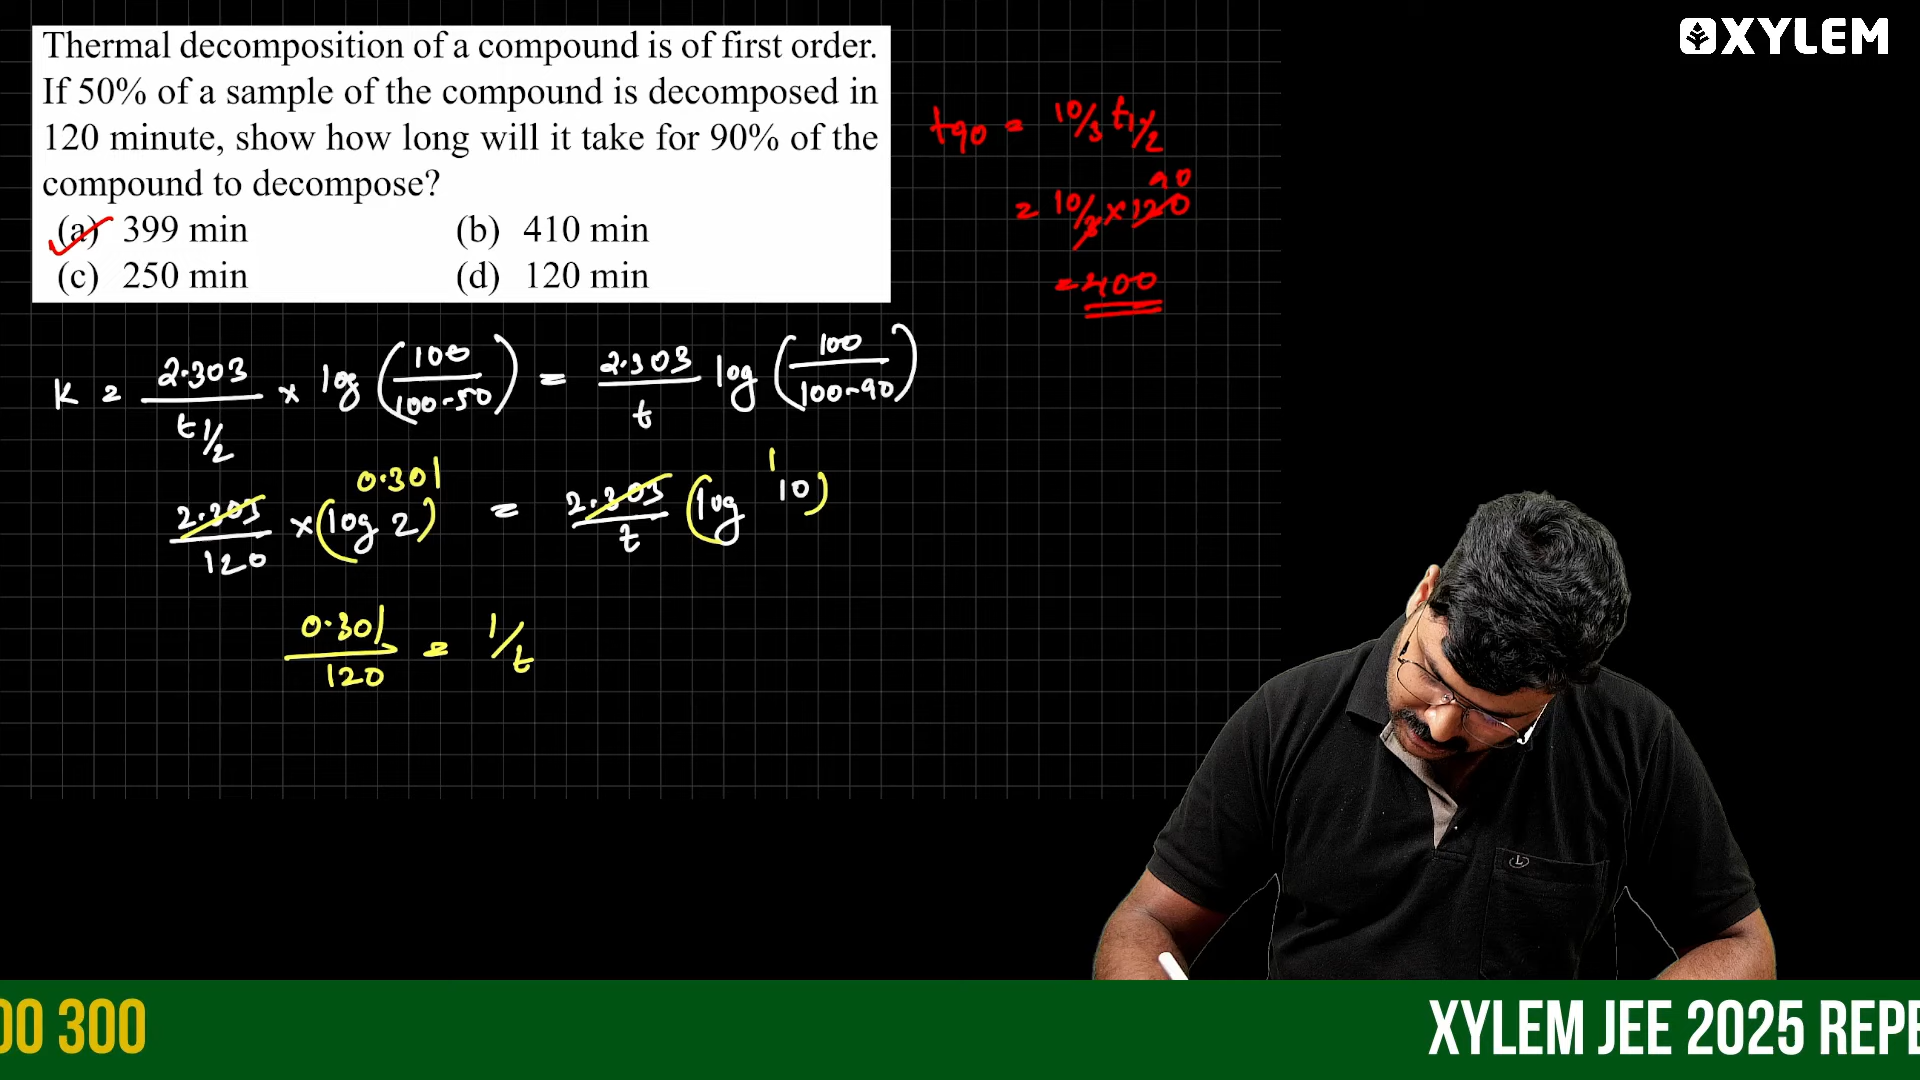 XYLEM
Thermal decomposition of a compound is of first order.
If 50% of a sample of the compound is decomposed in
120 minute, show how long will it take for 90% of the
compound to decompose?
(a) 399 min (b) 410 min
(c) 250 min (d) 120 min
t90 = 10/3 t1/2
= 10/3 × 120 40
= 400
K = 2.303/t1/2 × log (100/100-50) = 2.303/t log (100/100-90)
2.303/120 × (log 2) 0.301 = 2.303/t (log 10) 1
0.301/120 = 1/t
00 300
XYLEM JEE 2025 REPE